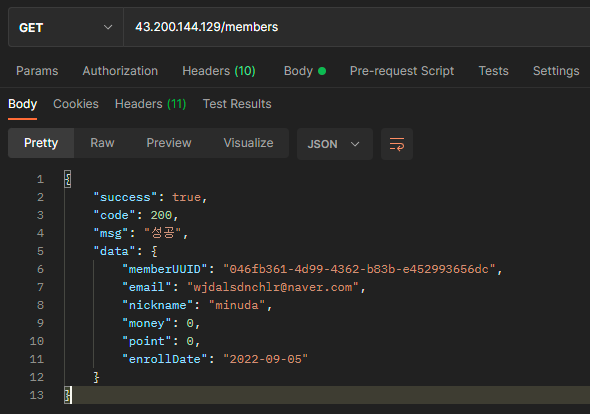 GET 43.200.144.129/members
Params Authorization Headers (10) Body Pre-request Script Tests Settings
Body Cookies Headers (11) Test Results
Pretty Raw Preview Visualize JSON
1 {
2 "success": true,
3 "code": 200,
4 "msg": "성공",
5 "data": {
6 "memberUUID": "046fb361-4d99-4362-b83b-e452993656dc",
7 "email": "wjdalsdnchlr@naver.com",
8 "nickname": "minuda",
9 "money": 0,
10 "point": 0,
11 "enrollDate": "2022-09-05"
12 }
13 }